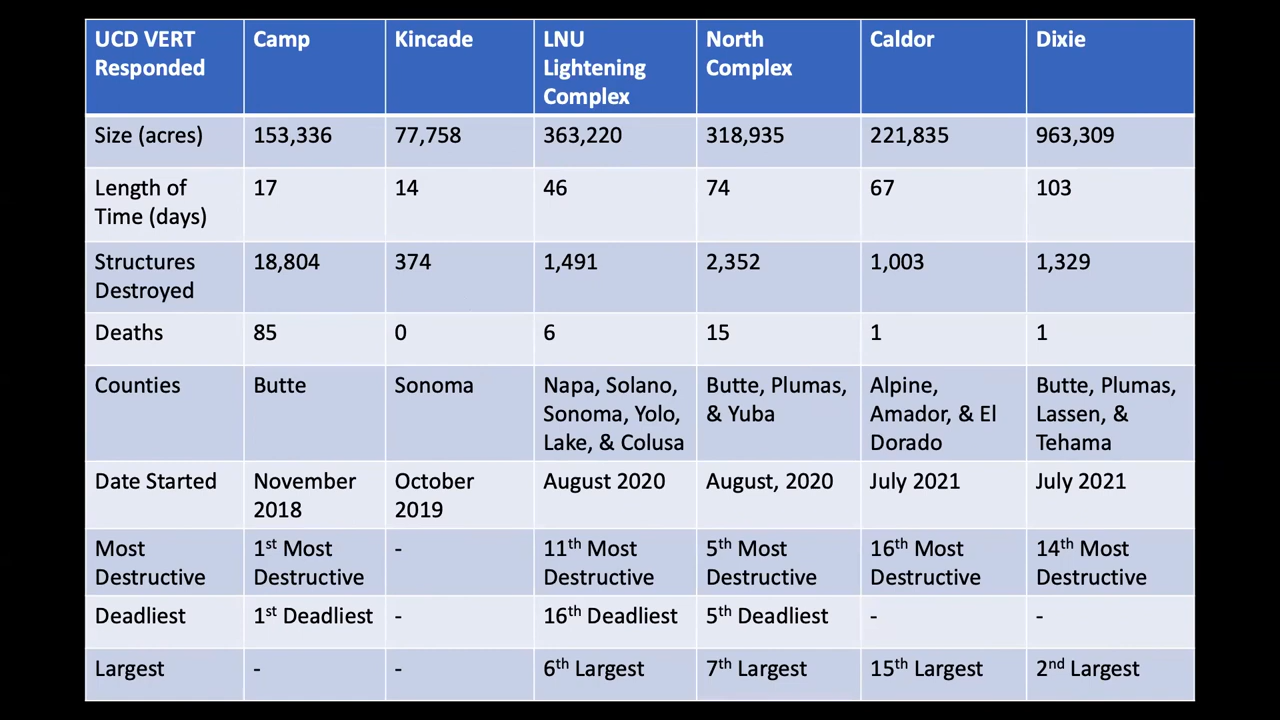 UCD VERT Responded | Camp | Kincade | LNU Lightening Complex | North Complex | Caldor | Dixie
Size (acres) | 153,336 | 77,758 | 363,220 | 318,935 | 221,835 | 963,309
Length of Time (days) | 17 | 14 | 46 | 74 | 67 | 103
Structures Destroyed | 18,804 | 374 | 1,491 | 2,352 | 1,003 | 1,329
Deaths | 85 | 0 | 6 | 15 | 1 | 1
Counties | Butte | Sonoma | Napa, Solano, Sonoma, Yolo, Lake, & Colusa | Butte, Plumas, & Yuba | Alpine, Amador, & El Dorado | Butte, Plumas, Lassen, & Tehama
Date Started | November 2018 | October 2019 | August 2020 | August, 2020 | July 2021 | July 2021
Most Destructive | 1st Most Destructive | - | 11th Most Destructive | 5th Most Destructive | 16th Most Destructive | 14th Most Destructive
Deadliest | 1st Deadliest | - | 16th Deadliest | 5th Deadliest | - | -
Largest | - | - | 6th Largest | 7th Largest | 15th Largest | 2nd Largest